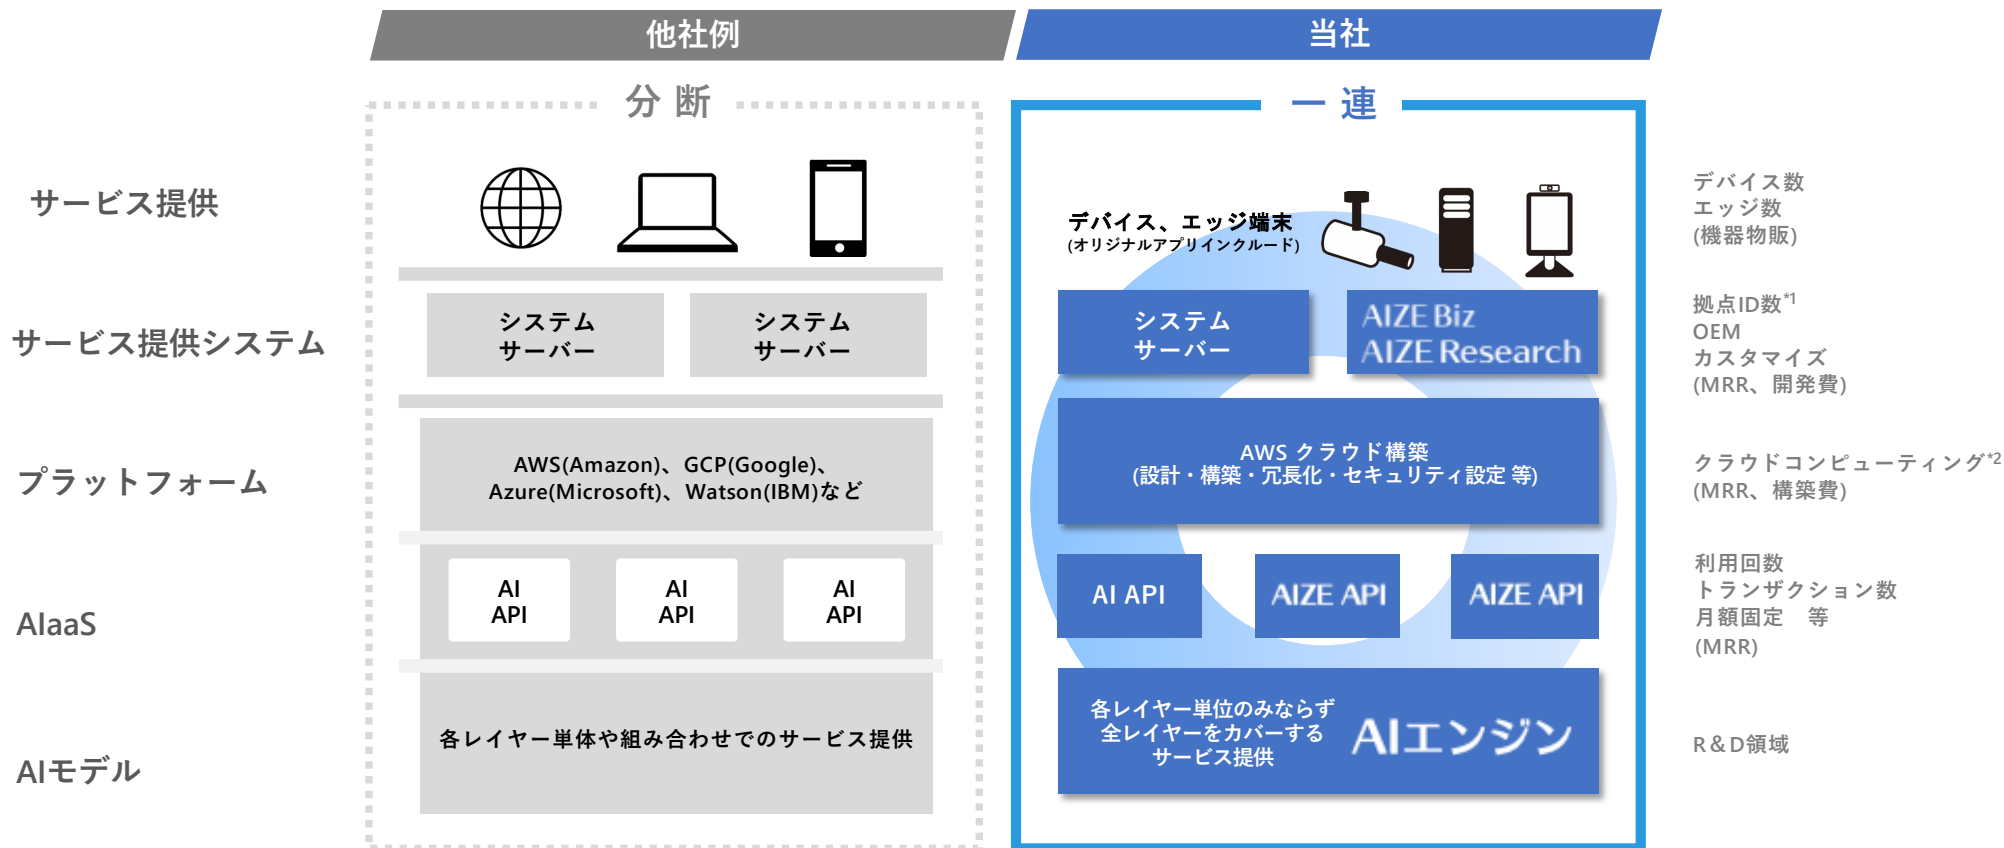 他社例
当社
分断
一連
サービス提供
デバイス、エッジ端末
(オリジナルアプリインクルード)
デバイス数
エッジ数
(機器物販)
サービス提供システム
システム
サーバー
システム
サーバー
システム
サーバー
AIZE Biz
AIZE Research
拠点ID数*1
OEM
カスタマイズ
(MRR、開発費)
プラットフォーム
AWS(Amazon)、GCP(Google)、
Azure(Microsoft)、Watson(IBM)など
AWS クラウド構築
(設計・構築・冗長化・セキュリティ設定 等)
クラウドコンピューティング*2
(MRR、構築費)
AIaaS
AI
API
AI
API
AI
API
AI API
AIZE API
AIZE API
利用回数
トランザクション数
月額固定　等
(MRR)
AIモデル
各レイヤー単体や組み合わせでのサービス提供
各レイヤー単位のみならず
全レイヤーをカバーする
サービス提供
AIエンジン
R＆D領域